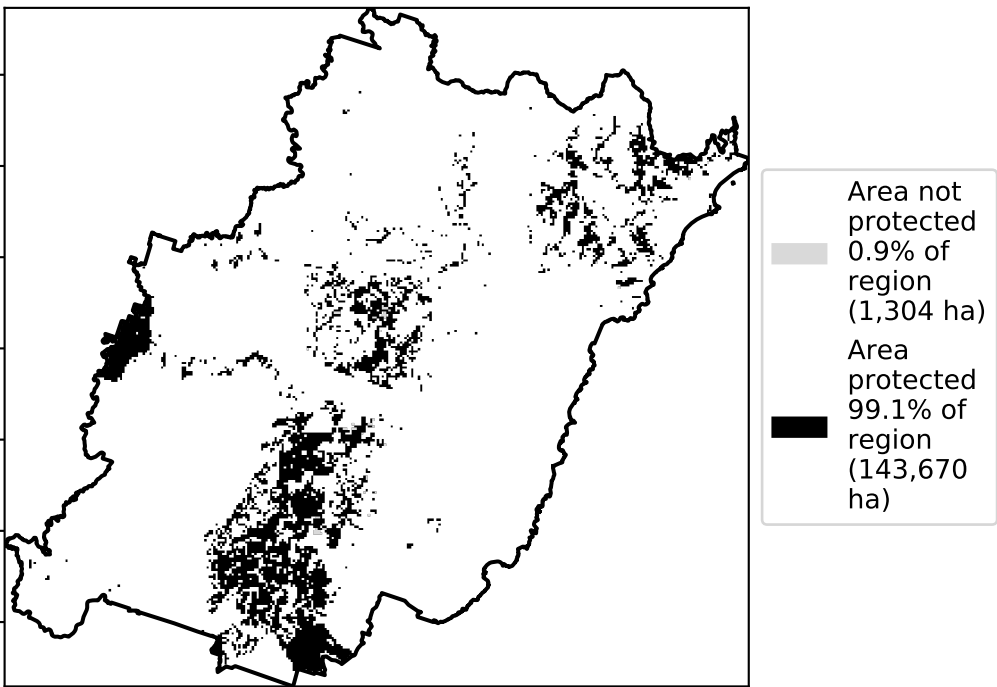 Area not
protected
0.9% of
region
(1,304 ha)
Area
protected
99.1% of
region
(143,670
ha)